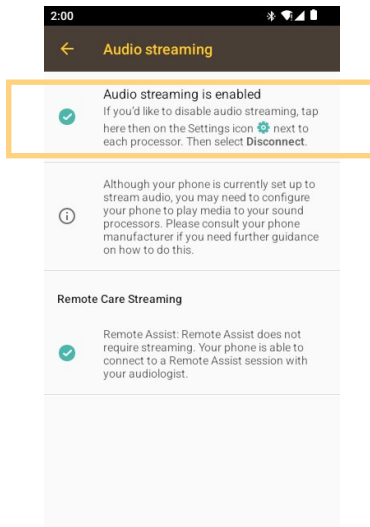 2:00
Audio streaming
Audio streaming is enabled
If you'd like to disable audio streaming, tap
here then on the Settings icon next to
each processor. Then select Disconnect.
Although your phone is currently set up to
stream audio, you may need to configure
your phone to play media to your sound
processors. Please consult your phone
manufacturer if you need further guidance
on how to do this.
Remote Care Streaming
Remote Assist: Remote Assist does not
require streaming. Your phone is able to
connect to a Remote Assist session with
your audiologist.